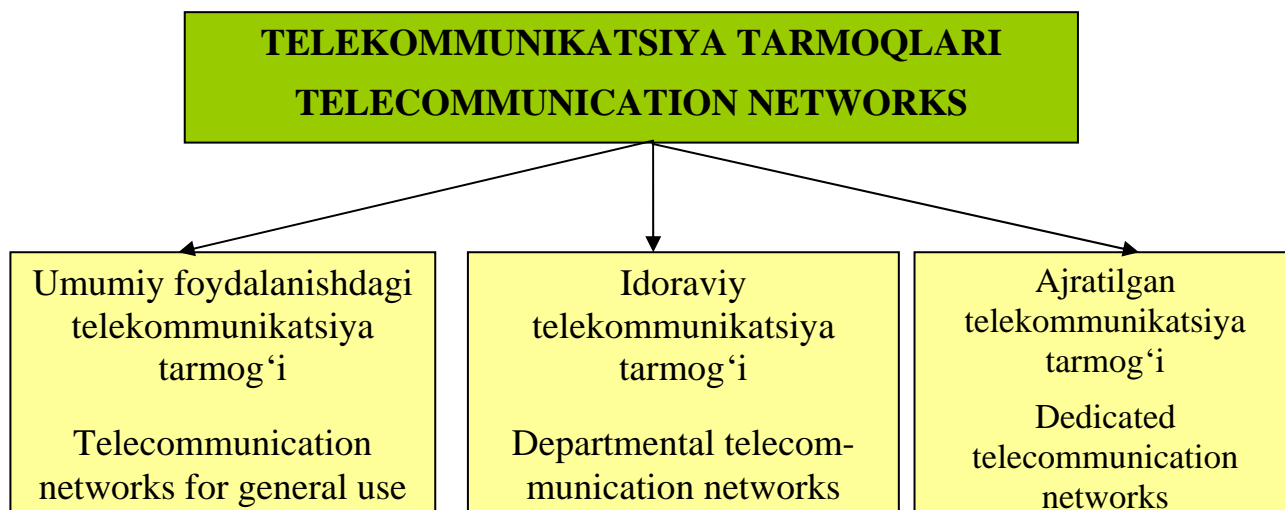 TELEKOMMUNIKATSIYA TARMOQLARI
TELECOMMUNICATION NETWORKS
Umumiy foydalanishdagi
telekommunikatsiya
tarmog‘i
Telecommunication
networks for general use
Idoraviy
telekommunikatsiya
tarmog‘i
Departmental telecom-
munication networks
Ajratilgan
telekommunikatsiya
tarmog‘i
Dedicated
telecommunication
networks